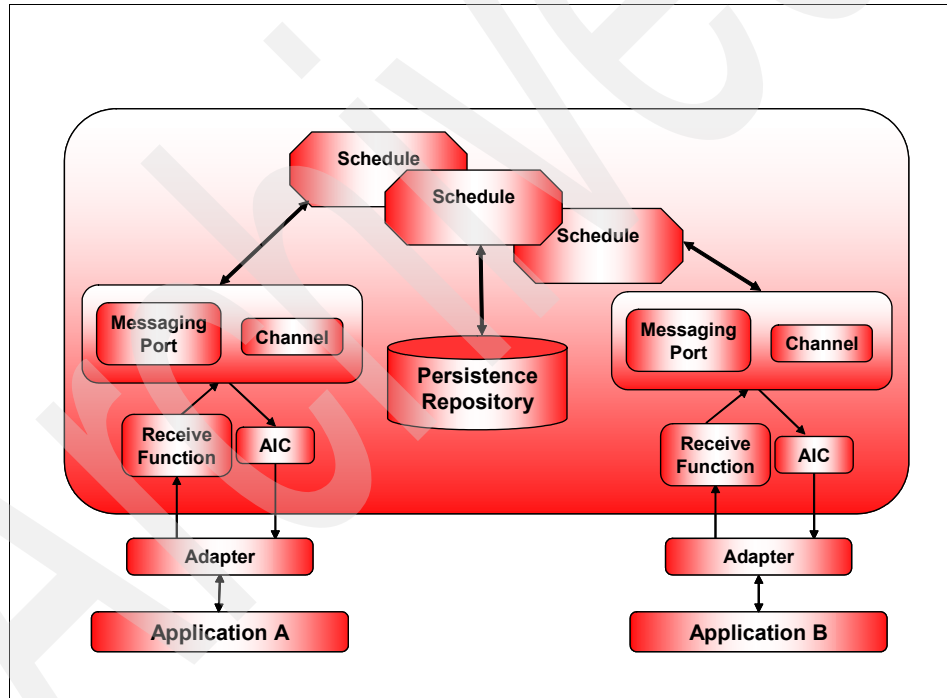 Schedule
Schedule
Schedule
Messaging
Port
Channel
Persistence
Repository
Messaging
Port
Channel
Receive
Function
AIC
Receive
Function
AIC
Adapter
Adapter
Application A
Application B